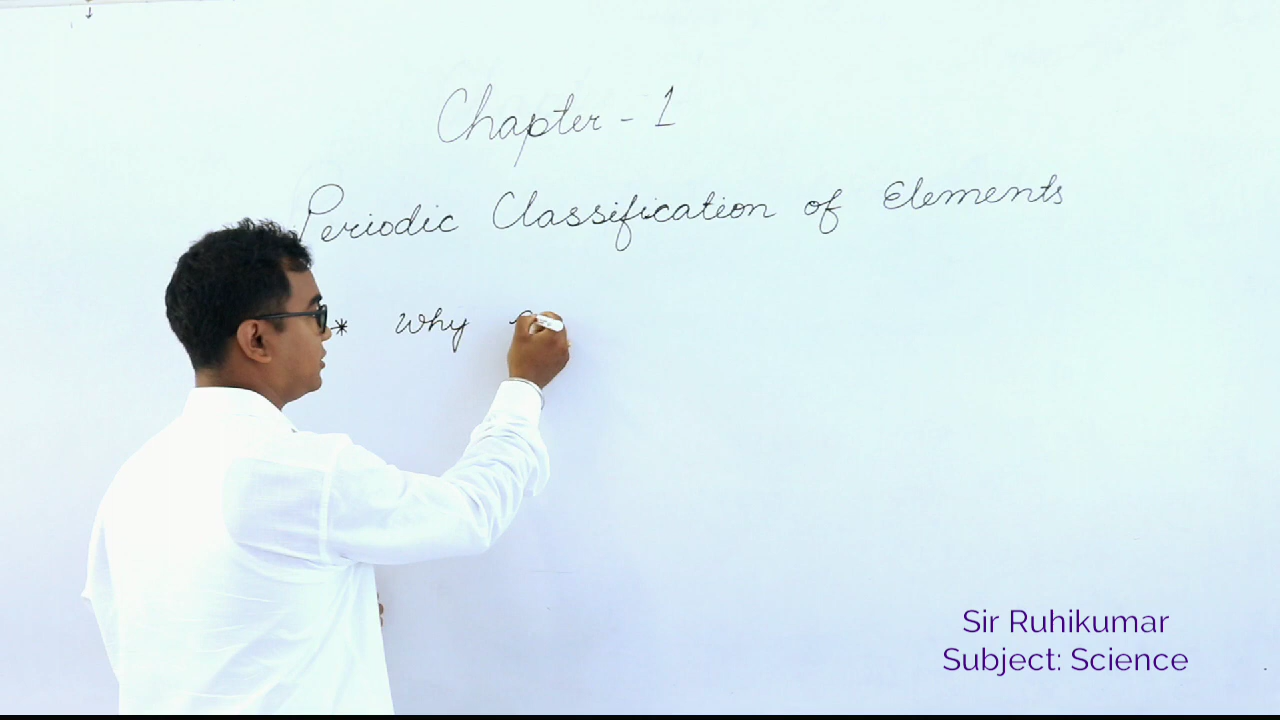 Chapter - 1
Periodic Classification of Elements
* Why
Sir Ruhikumar
Subject: Science